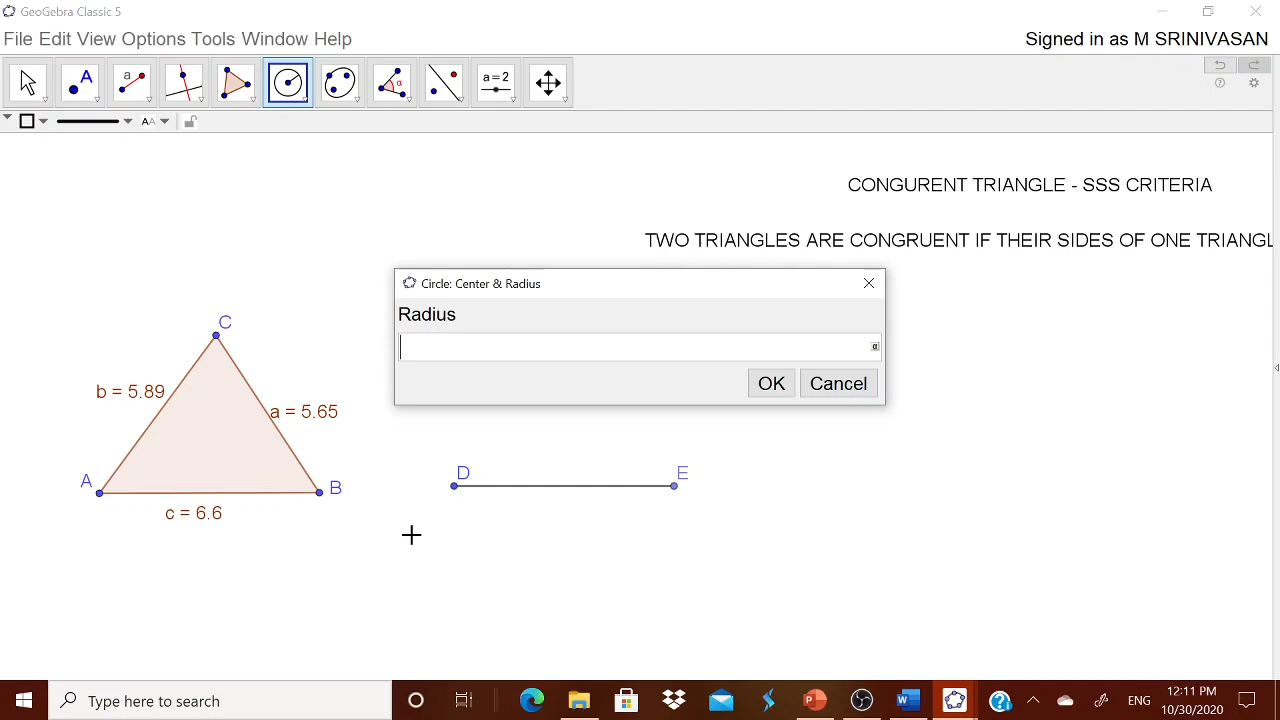 GeoGebra Classic 5
File Edit View Options Tools Window Help
Signed in as M SRINIVASAN
A
a
α
a=2
AA
CONGURENT TRIANGLE - SSS CRITERIA
TWO TRIANGLES ARE CONGRUENT IF THEIR SIDES OF ONE TRIANGL
Circle: Center & Radius
Radius
α
OK
Cancel
C
b = 5.89
a = 5.65
A
B
c = 6.6
D
E
Type here to search
ENG
12:11 PM
10/30/2020